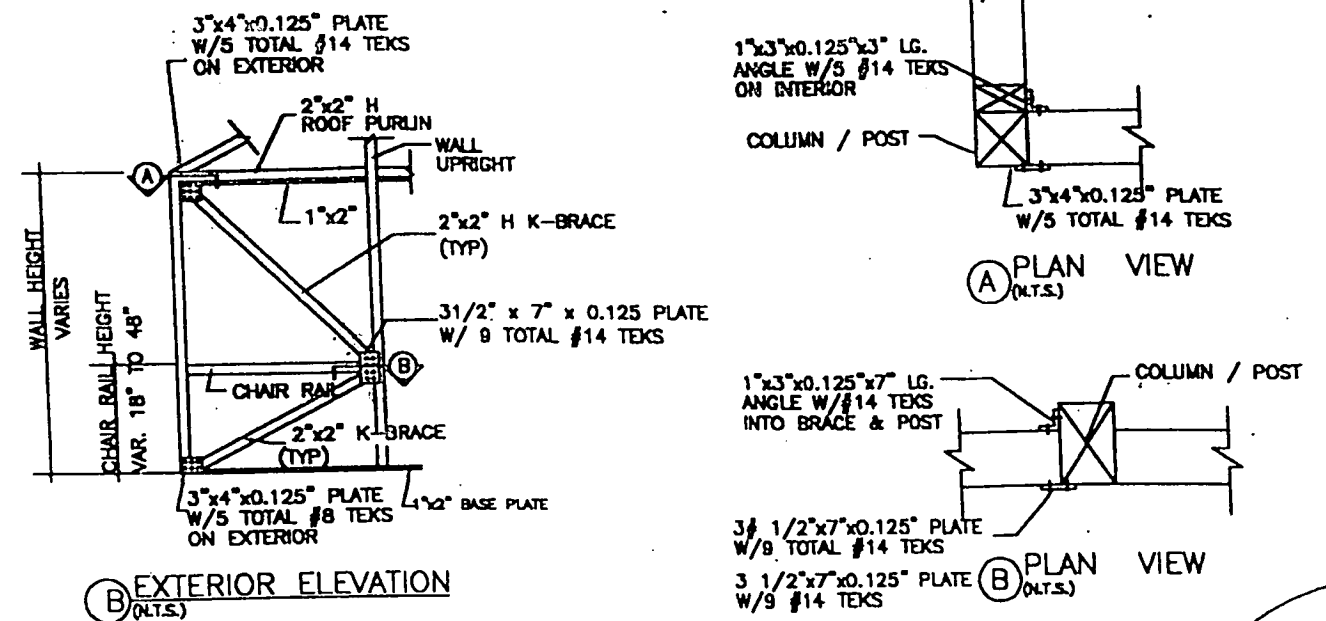 3"x4"x0.125" PLATE
W/5 TOTAL #14 TEKS
ON EXTERIOR
2"x2" H
ROOF PURLIN
WALL
UPRIGHT
A
1"x2"
2"x2" H K-BRACE
(TYP)
WALL HEIGHT
VARIES
CHAIR RAIL HEIGHT
VAR. 18" TO 48"
31/2" x 7" x 0.125 PLATE
W/ 9 TOTAL #14 TEKS
B
CHAIR RAIL
2"x2" K-BRACE
(TYP)
3"x4"x0.125" PLATE
W/5 TOTAL #8 TEKS
ON EXTERIOR
1"x2" BASE PLATE
B EXTERIOR ELEVATION
(N.T.S.)
1"x3"x0.125"x3" LG.
ANGLE W/5 #14 TEKS
ON INTERIOR
COLUMN / POST
3"x4"x0.125" PLATE
W/5 TOTAL #14 TEKS
A PLAN VIEW
(N.T.S.)
1"x3"x0.125"x7" LG.
ANGLE W/#14 TEKS
INTO BRACE & POST
COLUMN / POST
3# 1/2"x7"x0.125" PLATE
W/9 TOTAL #14 TEKS
3 1/2"x7"x0.125" PLATE
W/9 #14 TEKS
B PLAN VIEW
(N.T.S.)